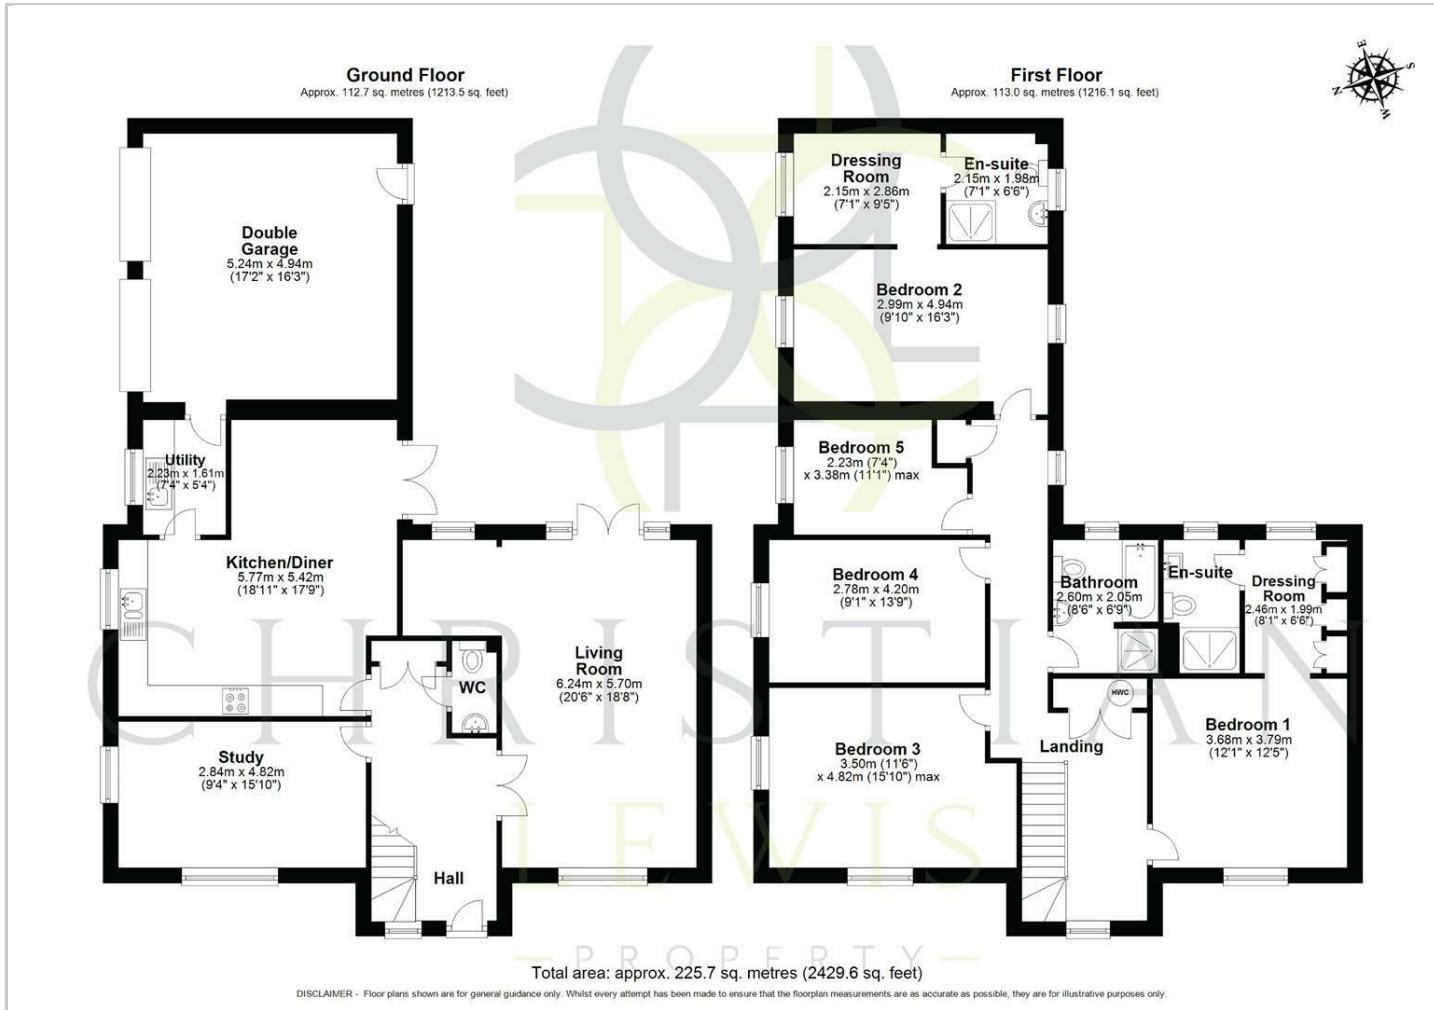 Ground Floor
Approx. 112.7 sq. metres (1213.5 sq. feet)
Double
Garage
5.24m x 4.94m
(17'2" x 16'3")
Utility
2.23m x 1.61m
(7'4" x 5'4")
Kitchen/Diner
5.77m x 5.42m
(18'11" x 17'9")
Living
Room
6.24m x 5.70m
(20'6" x 18'8")
WC
Study
2.84m x 4.82m
(9'4" x 15'10")
Hall
First Floor
Approx. 113.0 sq. metres (1216.1 sq. feet)
Dressing
Room
2.15m x 2.86m
(7'1" x 9'5")
En-suite
2.15m x 1.98m
(7'1" x 6'6")
Bedroom 2
2.99m x 4.94m
(9'10" x 16'3")
Bedroom 5
2.23m (7'4")
x 3.38m (11'1") max
Bedroom 4
2.78m x 4.20m
(9'1" x 13'9")
Bathroom
2.60m x 2.05m
(8'6" x 6'9")
En-suite
Dressing
Room
2.46m x 1.99m
(8'1" x 6'6")
HWC
Bedroom 3
3.50m (11'6")
x 4.82m (15'10") max
Landing
Bedroom 1
3.68m x 3.79m
(12'1" x 12'5")
N
E
S
W
CHRISTIAN
LEWIS
PROPERTY
Total area: approx. 225.7 sq. metres (2429.6 sq. feet)
DISCLAIMER - Floor plans shown are for general guidance only. Whilst every attempt has been made to ensure that the floorplan measurements are as accurate as possible, they are for illustrative purposes only.